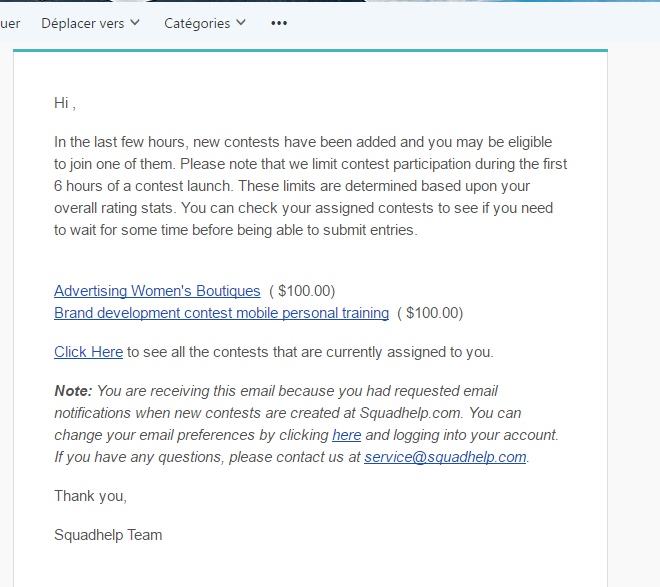 uer Déplacer vers Catégories •••
Hi ,
In the last few hours, new contests have been added and you may be eligible
to join one of them. Please note that we limit contest participation during the first
6 hours of a contest launch. These limits are determined based upon your
overall rating stats. You can check your assigned contests to see if you need
to wait for some time before being able to submit entries.
Advertising Women's Boutiques ( $100.00)
Brand development contest mobile personal training ( $100.00)
Click Here to see all the contests that are currently assigned to you.
Note: You are receiving this email because you had requested email
notifications when new contests are created at Squadhelp.com. You can
change your email preferences by clicking here and logging into your account.
If you have any questions, please contact us at service@squadhelp.com.
Thank you,
Squadhelp Team